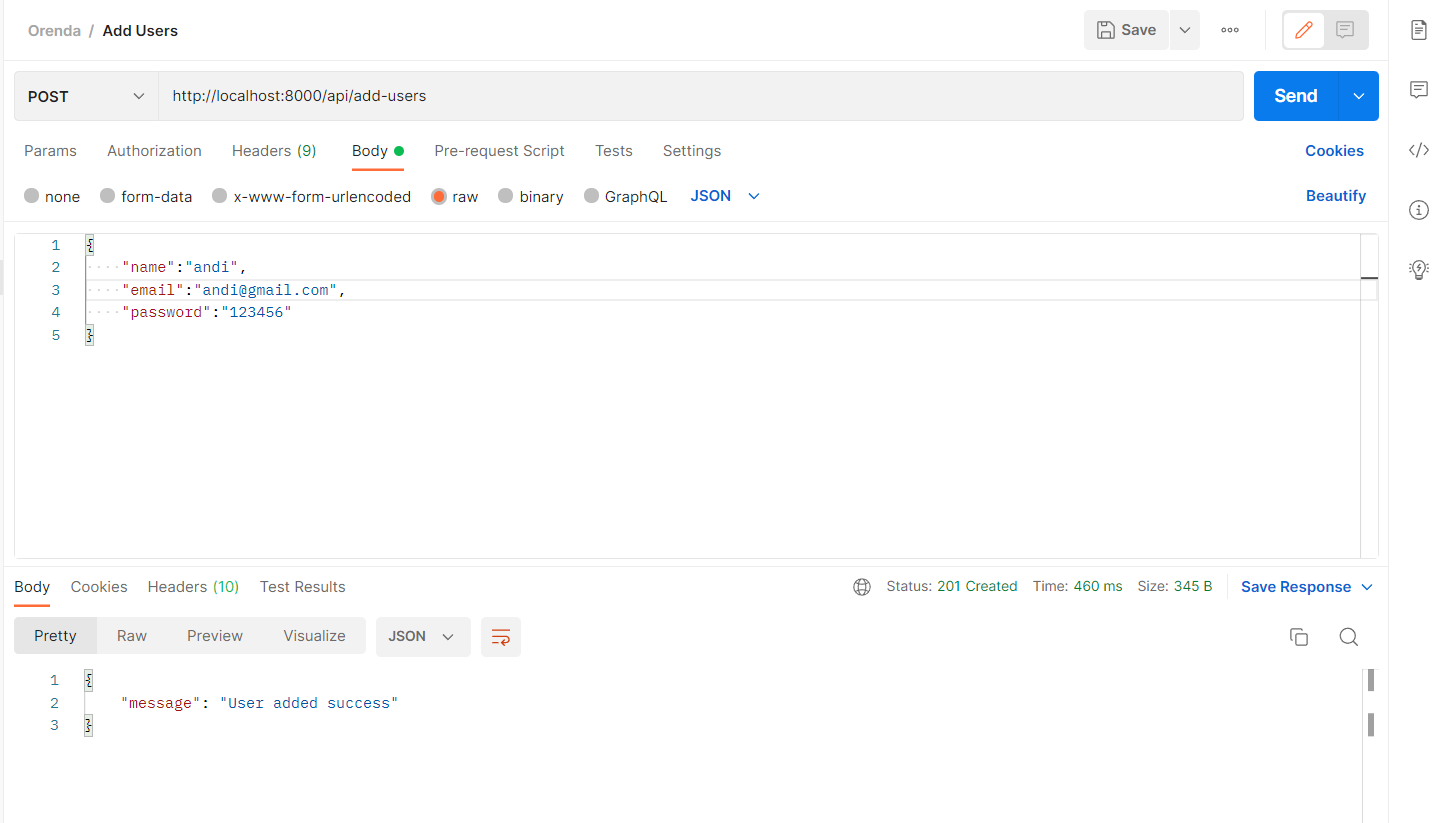 Orenda / Add Users
Save
POST
http://localhost:8000/api/add-users
Send
Params Authorization Headers (9) Body Pre-request Script Tests Settings Cookies
none form-data x-www-form-urlencoded raw binary GraphQL JSON Beautify
1 {
2 ····"name":"andi",
3 ····"email":"andi@gmail.com",
4 ····"password":"123456"
5 }
Body Cookies Headers (10) Test Results Status: 201 Created Time: 460 ms Size: 345 B Save Response
Pretty Raw Preview Visualize JSON
1 {
2 "message": "User added success"
3 }